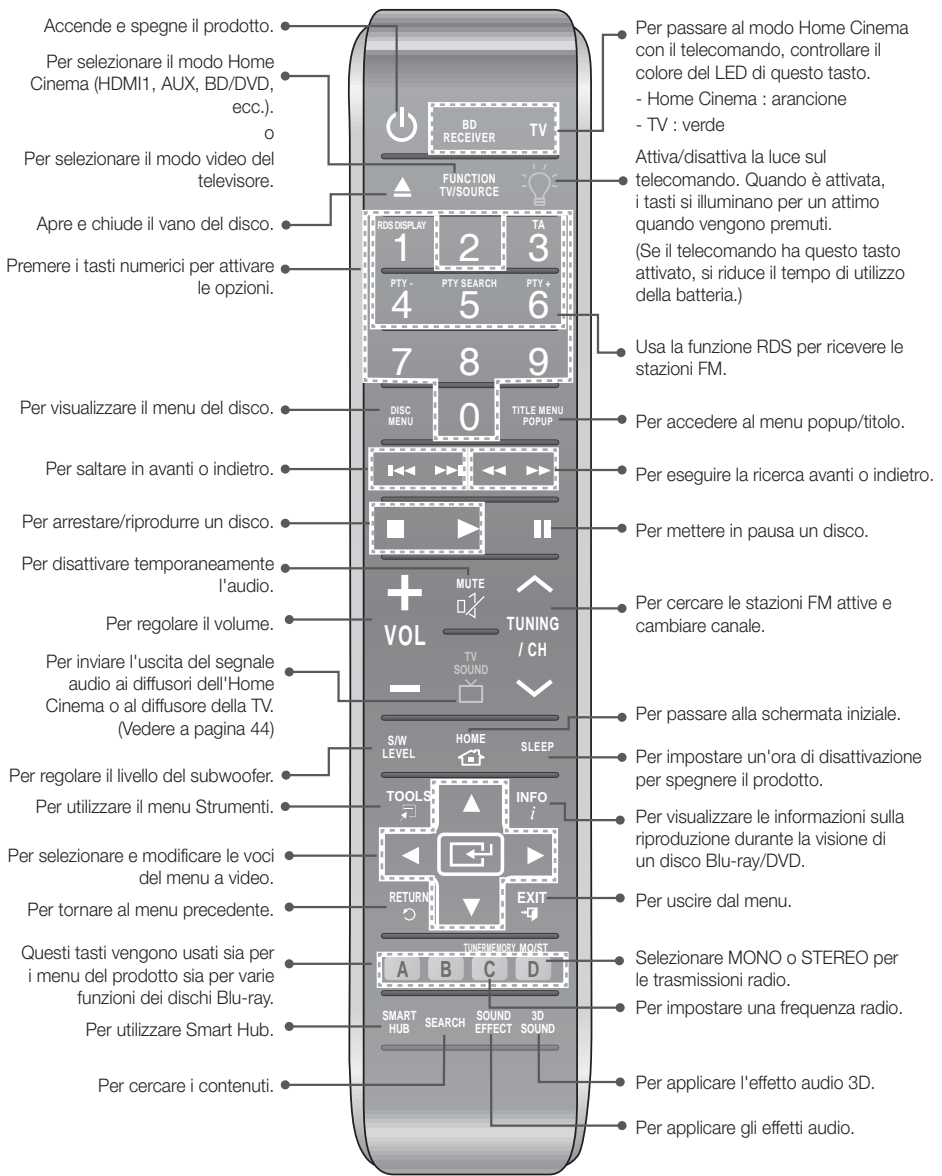 Accende e spegne il prodotto.
Per selezionare il modo Home
Cinema (HDMI1, AUX, BD/DVD,
ecc.).
o
Per selezionare il modo video del
televisore.
Apre e chiude il vano del disco.
Premere i tasti numerici per attivare
le opzioni.
Per visualizzare il menu del disco.
Per saltare in avanti o indietro.
Per arrestare/riprodurre un disco.
Per disattivare temporaneamente
l'audio.
Per regolare il volume.
Per inviare l'uscita del segnale
audio ai diffusori dell'Home
Cinema o al diffusore della TV.
(Vedere a pagina 44)
Per regolare il livello del subwoofer.
Per utilizzare il menu Strumenti.
Per selezionare e modificare le voci
del menu a video.
Per tornare al menu precedente.
Questi tasti vengono usati sia per
i menu del prodotto sia per varie
funzioni dei dischi Blu-ray.
Per utilizzare Smart Hub.
Per cercare i contenuti.
BD
RECEIVER
TV
FUNCTION
TV/SOURCE
RDS DISPLAY
TA
1 2 3
PTY - PTY SEARCH PTY +
4 5 6
7 8 9
DISC
MENU
0
TITLE MENU
POPUP
MUTE
VOL
TUNING
/ CH
TV
SOUND
S/W
LEVEL
HOME
SLEEP
TOOLS
INFO
i
RETURN
EXIT
TUNER MEMORY MO/ST
A B C D
SMART
HUB
SEARCH
SOUND
EFFECT
3D
SOUND
Per passare al modo Home Cinema
con il telecomando, controllare il
colore del LED di questo tasto.
- Home Cinema : arancione
- TV : verde
Attiva/disattiva la luce sul
telecomando. Quando è attivata,
i tasti si illuminano per un attimo
quando vengono premuti.
(Se il telecomando ha questo tasto
attivato, si riduce il tempo di utilizzo
della batteria.)
Usa la funzione RDS per ricevere le
stazioni FM.
Per accedere al menu popup/titolo.
Per eseguire la ricerca avanti o indietro.
Per mettere in pausa un disco.
Per cercare le stazioni FM attive e
cambiare canale.
Per passare alla schermata iniziale.
Per impostare un'ora di disattivazione
per spegnere il prodotto.
Per visualizzare le informazioni sulla
riproduzione durante la visione di
un disco Blu-ray/DVD.
Per uscire dal menu.
Selezionare MONO o STEREO per
le trasmissioni radio.
Per impostare una frequenza radio.
Per applicare l'effetto audio 3D.
Per applicare gli effetti audio.